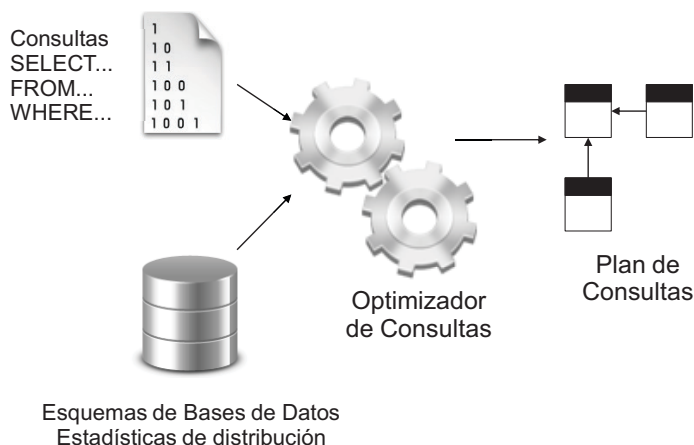 Consultas
SELECT...
FROM...
WHERE...
1
10
11
100
101
1001
Optimizador
de Consultas
Plan de
Consultas
Esquemas de Bases de Datos
Estadísticas de distribución